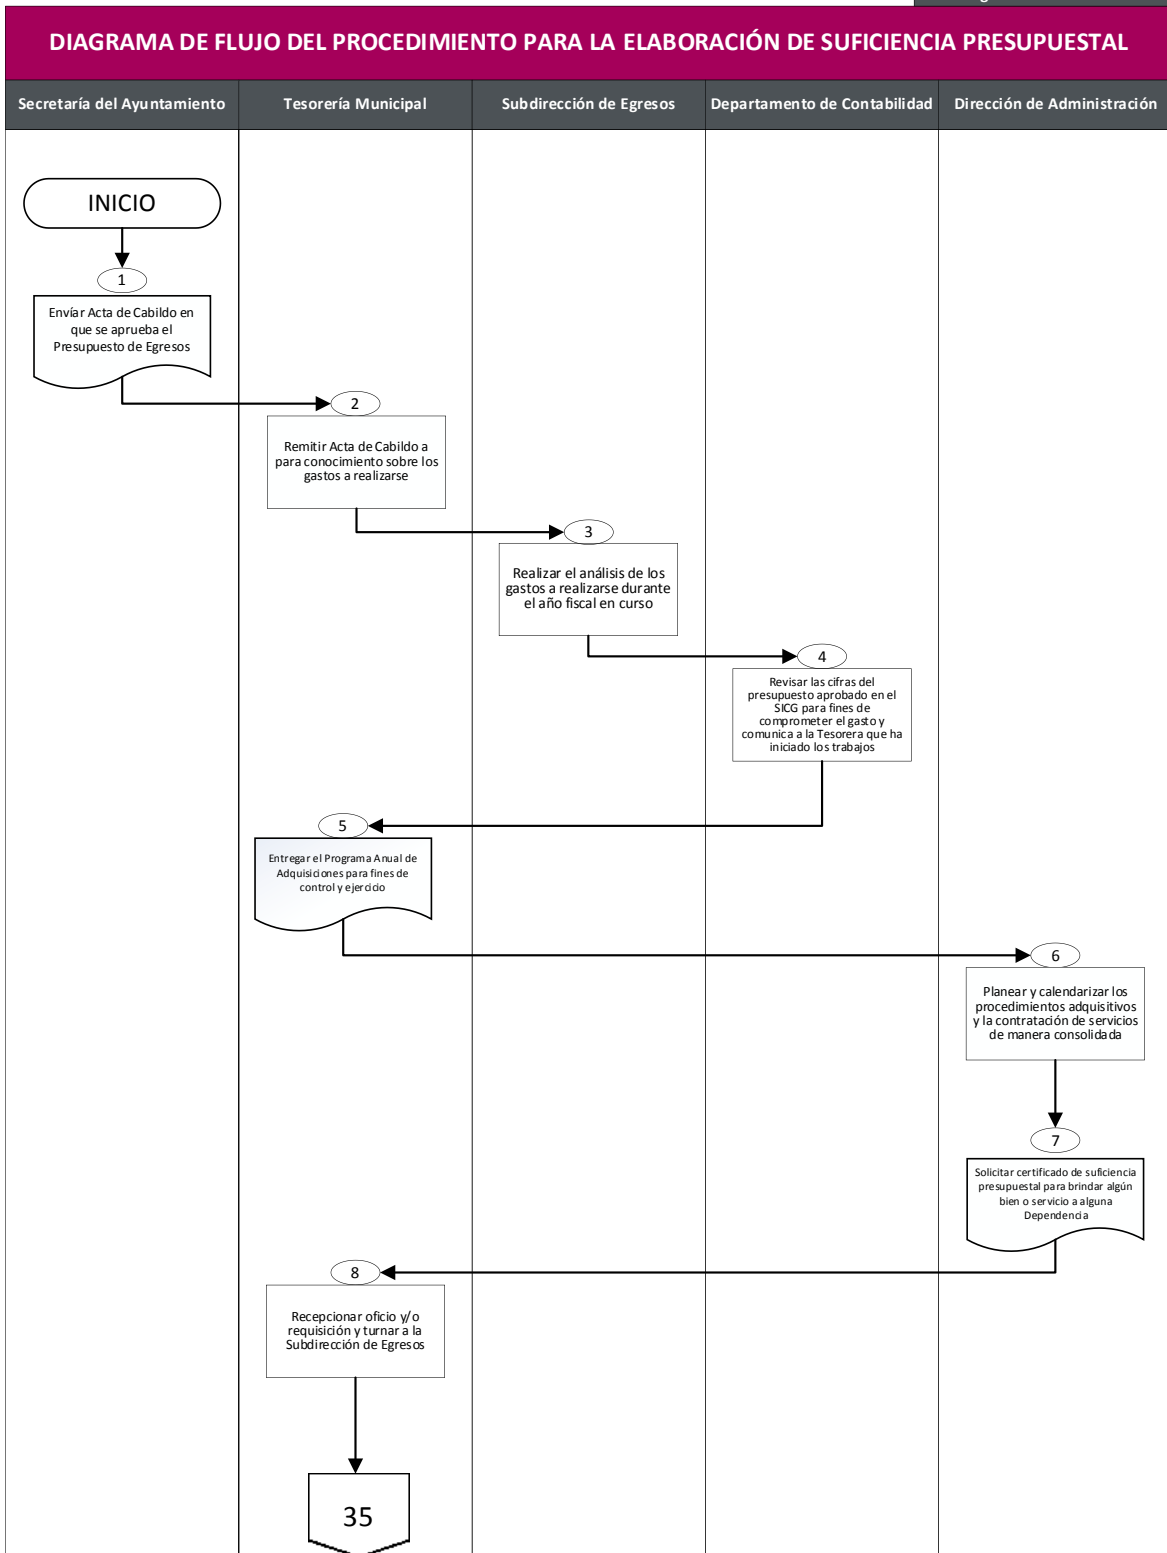 DIAGRAMA DE FLUJO DEL PROCEDIMIENTO PARA LA ELABORACIÓN DE SUFICIENCIA PRESUPUESTAL
Secretaría del Ayuntamiento
Tesorería Municipal
Subdirección de Egresos
Departamento de Contabilidad
Dirección de Administración
INICIO
1
Envíar Acta de Cabildo en
que se aprueba el
Presupuesto de Egresos
2
Remitir Acta de Cabildo a
para conocimiento sobre los
gastos a realizarse
3
Realizar el análisis de los
gastos a realizarse durante
el año fiscal en curso
4
Revisar las cifras del
presupuesto aprobado en el
SICG para fines de
comprometer el gasto y
comunica a la Tesorera que ha
iniciado los trabajos
5
Entregar el Programa Anual de
Adquisiciones para fines de
control y ejercicio
6
Planear y calendarizar los
procedimientos adquisitivos
y la contratación de servicios
de manera consolidada
7
Solicitar certificado de suficiencia
presupuestal para brindar algún
bien o servicio a alguna
Dependencia
8
Recepcionar oficio y/o
requisición y turnar a la
Subdirección de Egresos
35